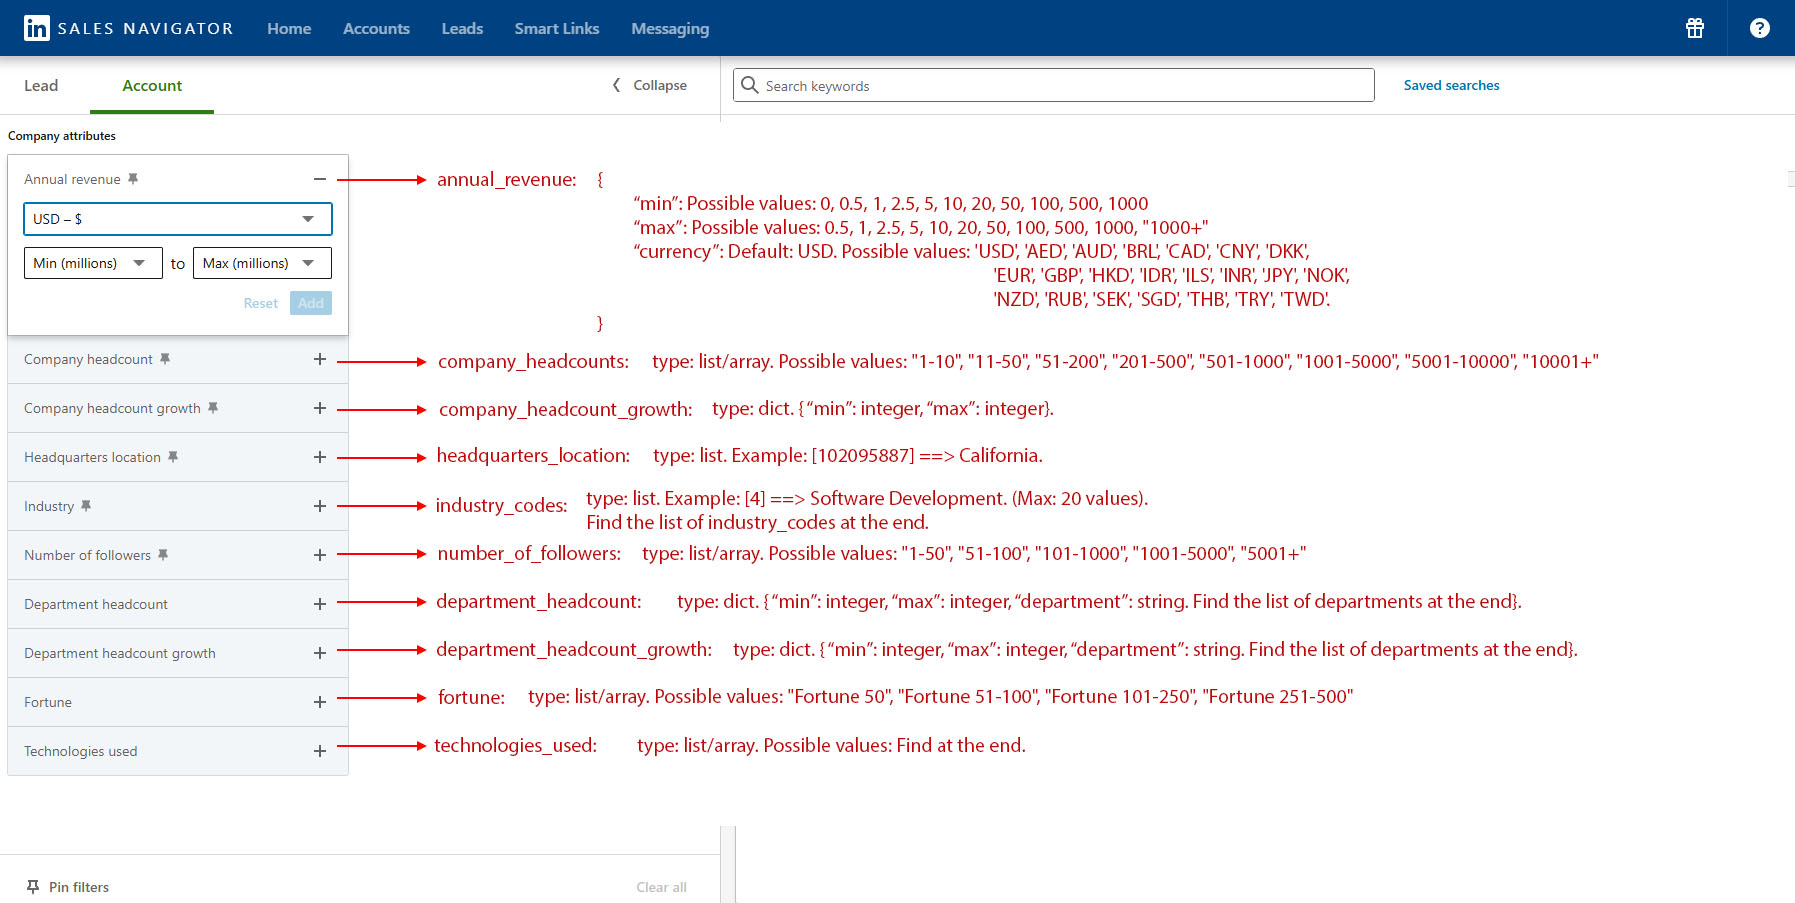 in SALES NAVIGATOR Home Accounts Leads Smart Links Messaging ?
Lead Account Collapse Search keywords Saved searches
Company attributes
Annual revenue
annual_revenue: {
USD – $
“min”: Possible values: 0, 0.5, 1, 2.5, 5, 10, 20, 50, 100, 500, 1000
“max”: Possible values: 0.5, 1, 2.5, 5, 10, 20, 50, 100, 500, 1000, "1000+"
“currency”: Default: USD. Possible values: 'USD', 'AED', 'AUD', 'BRL', 'CAD', 'CNY', 'DKK',
'EUR', 'GBP', 'HKD', 'IDR', 'ILS', 'INR', 'JPY', 'NOK',
'NZD', 'RUB', 'SEK', 'SGD', 'THB', 'TRY', 'TWD'.
}
Min (millions) to Max (millions)
Reset Add
Company headcount
company_headcounts: type: list/array. Possible values: "1-10", "11-50", "51-200", "201-500", "501-1000", "1001-5000", "5001-10000", "10001+"
Company headcount growth
company_headcount_growth: type: dict. { “min”: integer, “max”: integer}.
Headquarters location
headquarters_location: type: list. Example: [102095887] ==> California.
Industry
industry_codes: type: list. Example: [4] ==> Software Development. (Max: 20 values).
Find the list of industry_codes at the end.
Number of followers
number_of_followers: type: list/array. Possible values: "1-50", "51-100", "101-1000", "1001-5000", "5001+"
Department headcount
department_headcount: type: dict. { “min”: integer, “max”: integer, “department”: string. Find the list of departments at the end}.
Department headcount growth
department_headcount_growth: type: dict. { “min”: integer, “max”: integer, “department”: string. Find the list of departments at the end}.
Fortune
fortune: type: list/array. Possible values: "Fortune 50", "Fortune 51-100", "Fortune 101-250", "Fortune 251-500"
Technologies used
technologies_used: type: list/array. Possible values: Find at the end.
Pin filters Clear all